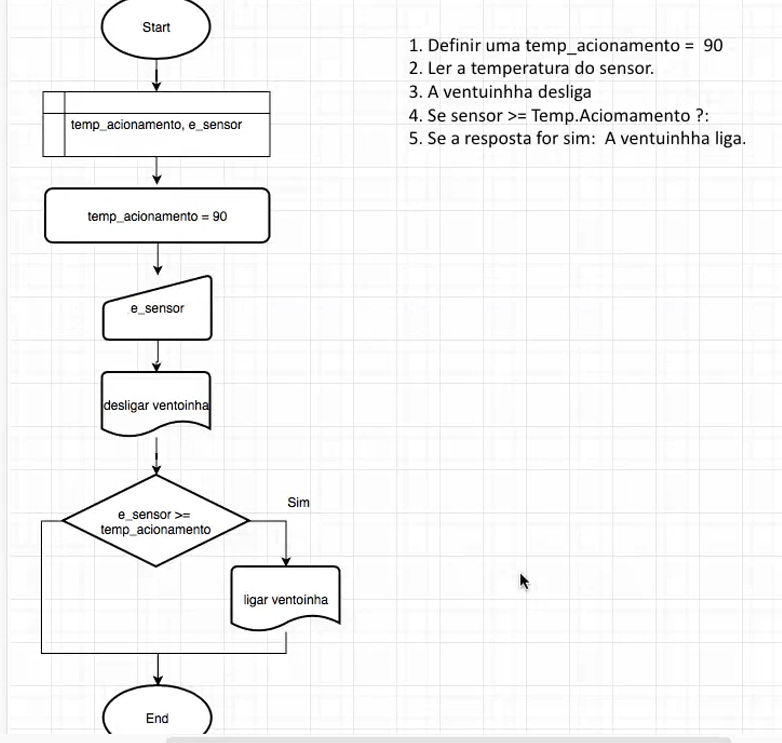 Start
temp_acionamento, e_sensor
temp_acionamento = 90
e_sensor
desligar ventoinha
e_sensor >=
temp_acionamento
Sim
ligar ventoinha
End
1. Definir uma temp_acionamento = 90
2. Ler a temperatura do sensor.
3. A ventuinhha desliga
4. Se sensor >= Temp.Aciomamento ?:
5. Se a resposta for sim: A ventuinhha liga.